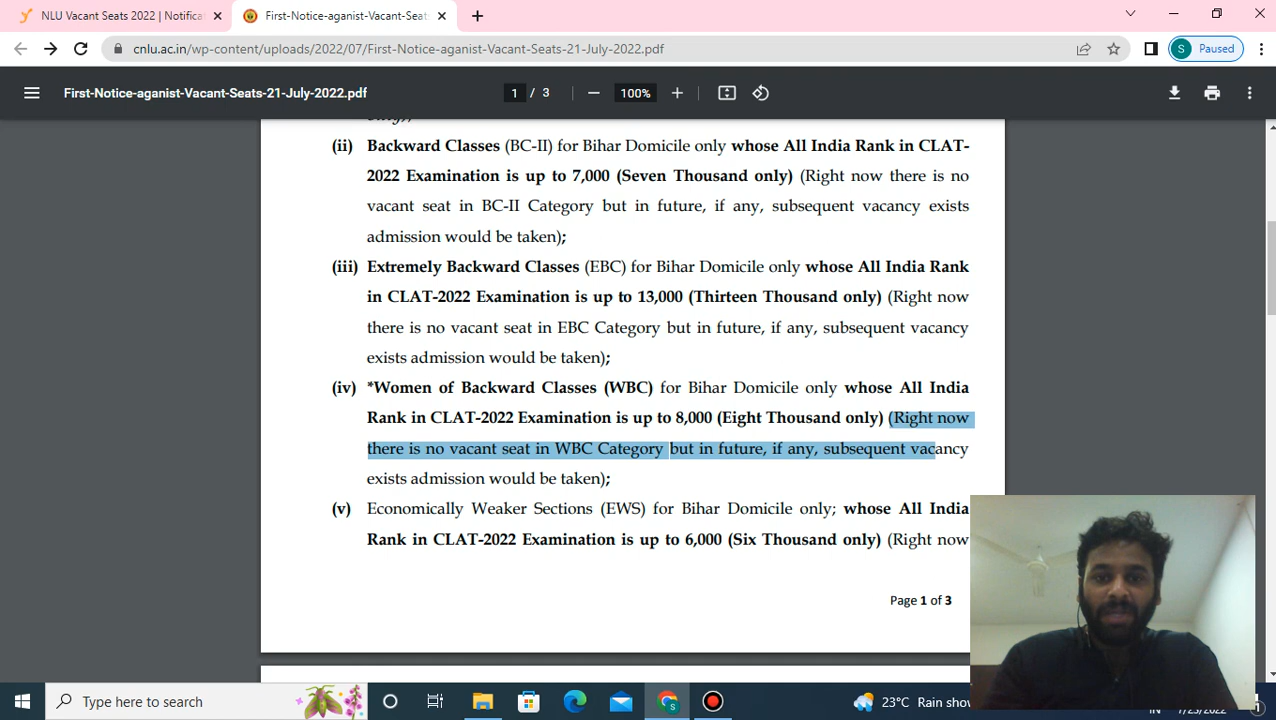 NLU Vacant Seats 2022 | Notifica
First-Notice-aganist-Vacant-Seat
cnlu.ac.in/wp-content/uploads/2022/07/First-Notice-aganist-Vacant-Seats-21-July-2022.pdf
S Paused
First-Notice-aganist-Vacant-Seats-21-July-2022.pdf
1 / 3
100%
(ii) Backward Classes (BC-II) for Bihar Domicile only whose All India Rank in CLAT-
2022 Examination is up to 7,000 (Seven Thousand only) (Right now there is no
vacant seat in BC-II Category but in future, if any, subsequent vacancy exists
admission would be taken);
(iii) Extremely Backward Classes (EBC) for Bihar Domicile only whose All India Rank
in CLAT-2022 Examination is up to 13,000 (Thirteen Thousand only) (Right now
there is no vacant seat in EBC Category but in future, if any, subsequent vacancy
exists admission would be taken);
(iv) *Women of Backward Classes (WBC) for Bihar Domicile only whose All India
Rank in CLAT-2022 Examination is up to 8,000 (Eight Thousand only) (Right now
there is no vacant seat in WBC Category but in future, if any, subsequent vacancy
exists admission would be taken);
(v) Economically Weaker Sections (EWS) for Bihar Domicile only; whose All India
Rank in CLAT-2022 Examination is up to 6,000 (Six Thousand only) (Right now
Page 1 of 3
Type here to search
23°C Rain show
IN 7/23/2022